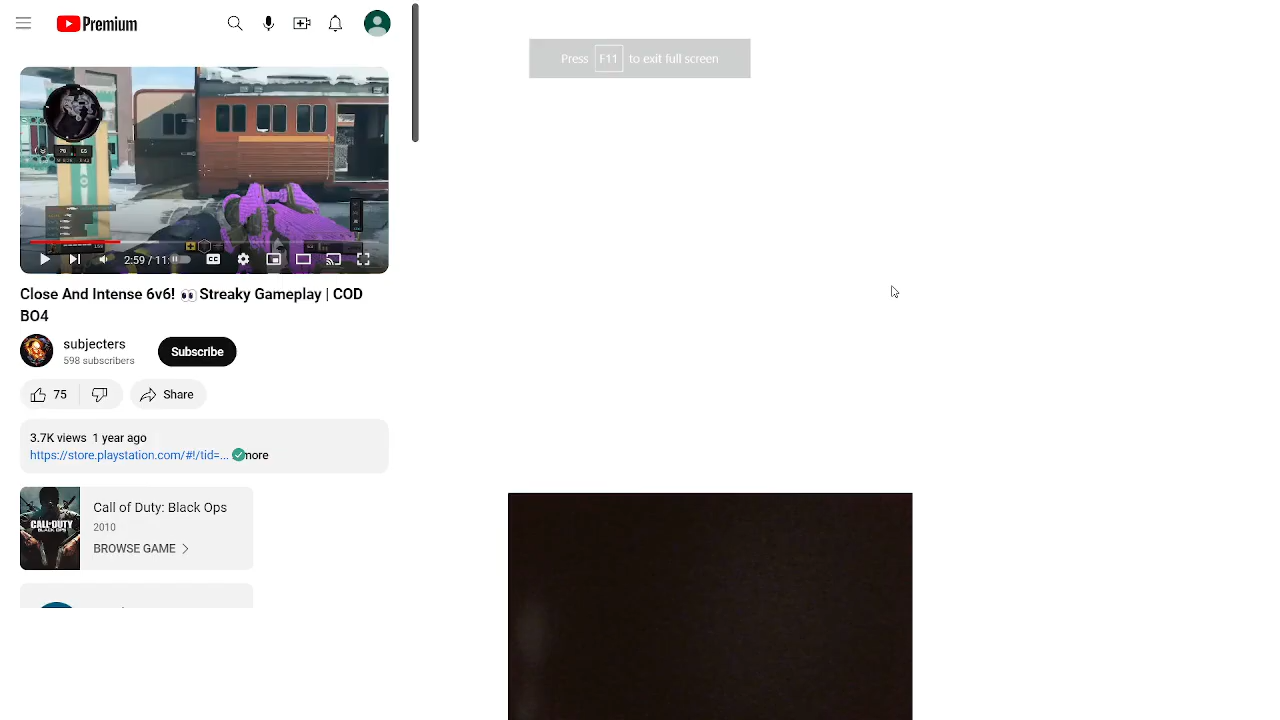 Premium
Press F11 to exit full screen
2:59 / 11:
CC
Close And Intense 6v6! 👀Streaky Gameplay | COD
BO4
subjecters
598 subscribers
Subscribe
75
Share
3.7K views 1 year ago
https://store.playstation.com/#!/tid=... more
CALL OF DUTY
BLACK OPS
Call of Duty: Black Ops
2010
BROWSE GAME